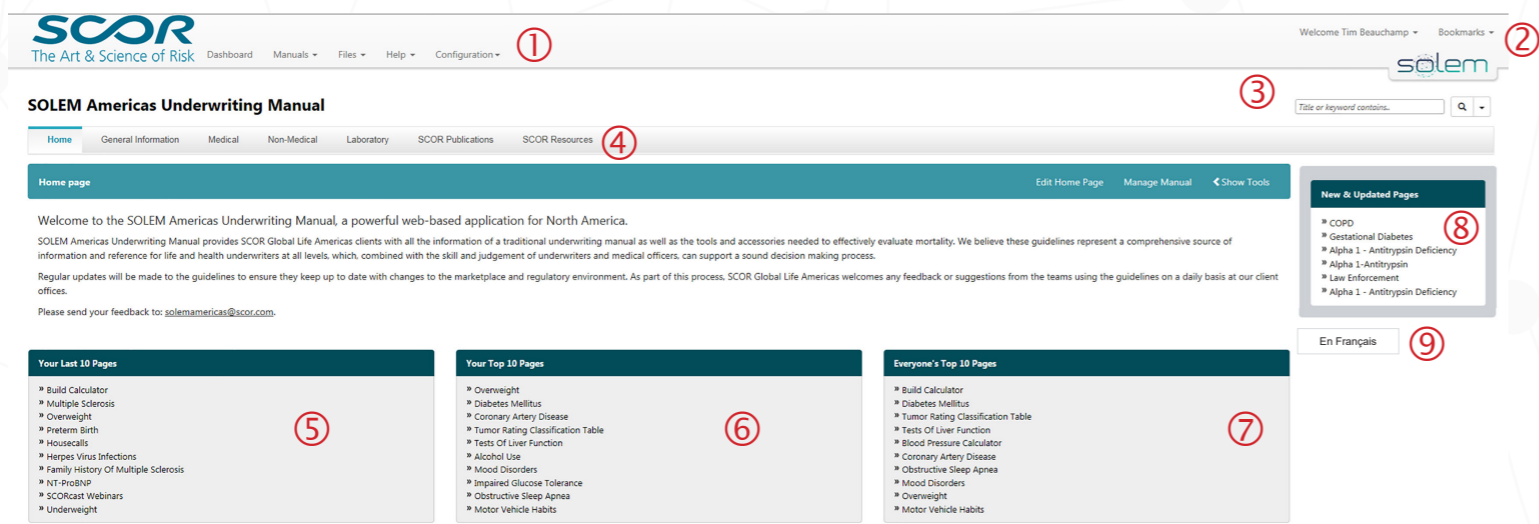 SCOR
The Art & Science of Risk
Dashboard Manuals Files Help Configuration ①
Welcome Tim Beauchamp Bookmarks ②
solem
SOLEM Americas Underwriting Manual
③ Title or keyword contains..
Home General Information Medical Non-Medical Laboratory SCOR Publications SCOR Resources ④
Home page Edit Home Page Manage Manual Show Tools
Welcome to the SOLEM Americas Underwriting Manual, a powerful web-based application for North America.
SOLEM Americas Underwriting Manual provides SCOR Global Life Americas clients with all the information of a traditional underwriting manual as well as the tools and accessories needed to effectively evaluate mortality. We believe these guidelines represent a comprehensive source of
information and reference for life and health underwriters at all levels, which, combined with the skill and judgement of underwriters and medical officers, can support a sound decision making process.
Regular updates will be made to the guidelines to ensure they keep up to date with changes to the marketplace and regulatory environment. As part of this process, SCOR Global Life Americas welcomes any feedback or suggestions from the teams using the guidelines on a daily basis at our client
offices.
Please send your feedback to: solemamericas@scor.com.
New & Updated Pages
» COPD
» Gestational Diabetes
» Alpha 1 - Antitrypsin Deficiency
» Alpha 1-Antitrypsin
» Law Enforcement
» Alpha 1 - Antitrypsin Deficiency
⑧
En Français ⑨
Your Last 10 Pages
» Build Calculator
» Multiple Sclerosis
» Overweight
» Preterm Birth
» Housecalls
» Herpes Virus Infections
» Family History Of Multiple Sclerosis
» NT-ProBNP
» SCORcast Webinars
» Underweight
⑤
Your Top 10 Pages
» Overweight
» Diabetes Mellitus
» Coronary Artery Disease
» Tumor Rating Classification Table
» Tests Of Liver Function
» Alcohol Use
» Mood Disorders
» Impaired Glucose Tolerance
» Obstructive Sleep Apnea
» Motor Vehicle Habits
⑥
Everyone's Top 10 Pages
» Build Calculator
» Diabetes Mellitus
» Tumor Rating Classification Table
» Tests Of Liver Function
» Blood Pressure Calculator
» Coronary Artery Disease
» Obstructive Sleep Apnea
» Mood Disorders
» Overweight
» Motor Vehicle Habits
⑦